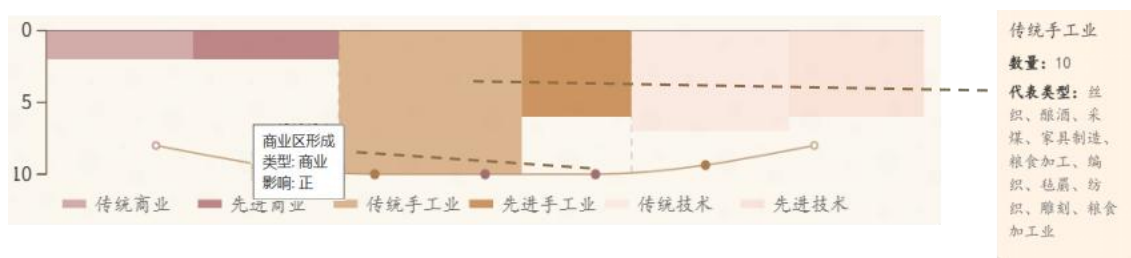 0
5
10
商业区形成
类型: 商业
影响: 正
传统商业
先进商业
传统手工业
先进手工业
传统技术
先进技术
传统手工业
数量：10
代表类型：丝
织、酿酒、采
煤、家具制造、
粮食加工、编
织、毡罽、纺
织、雕刻、粮食
加工业